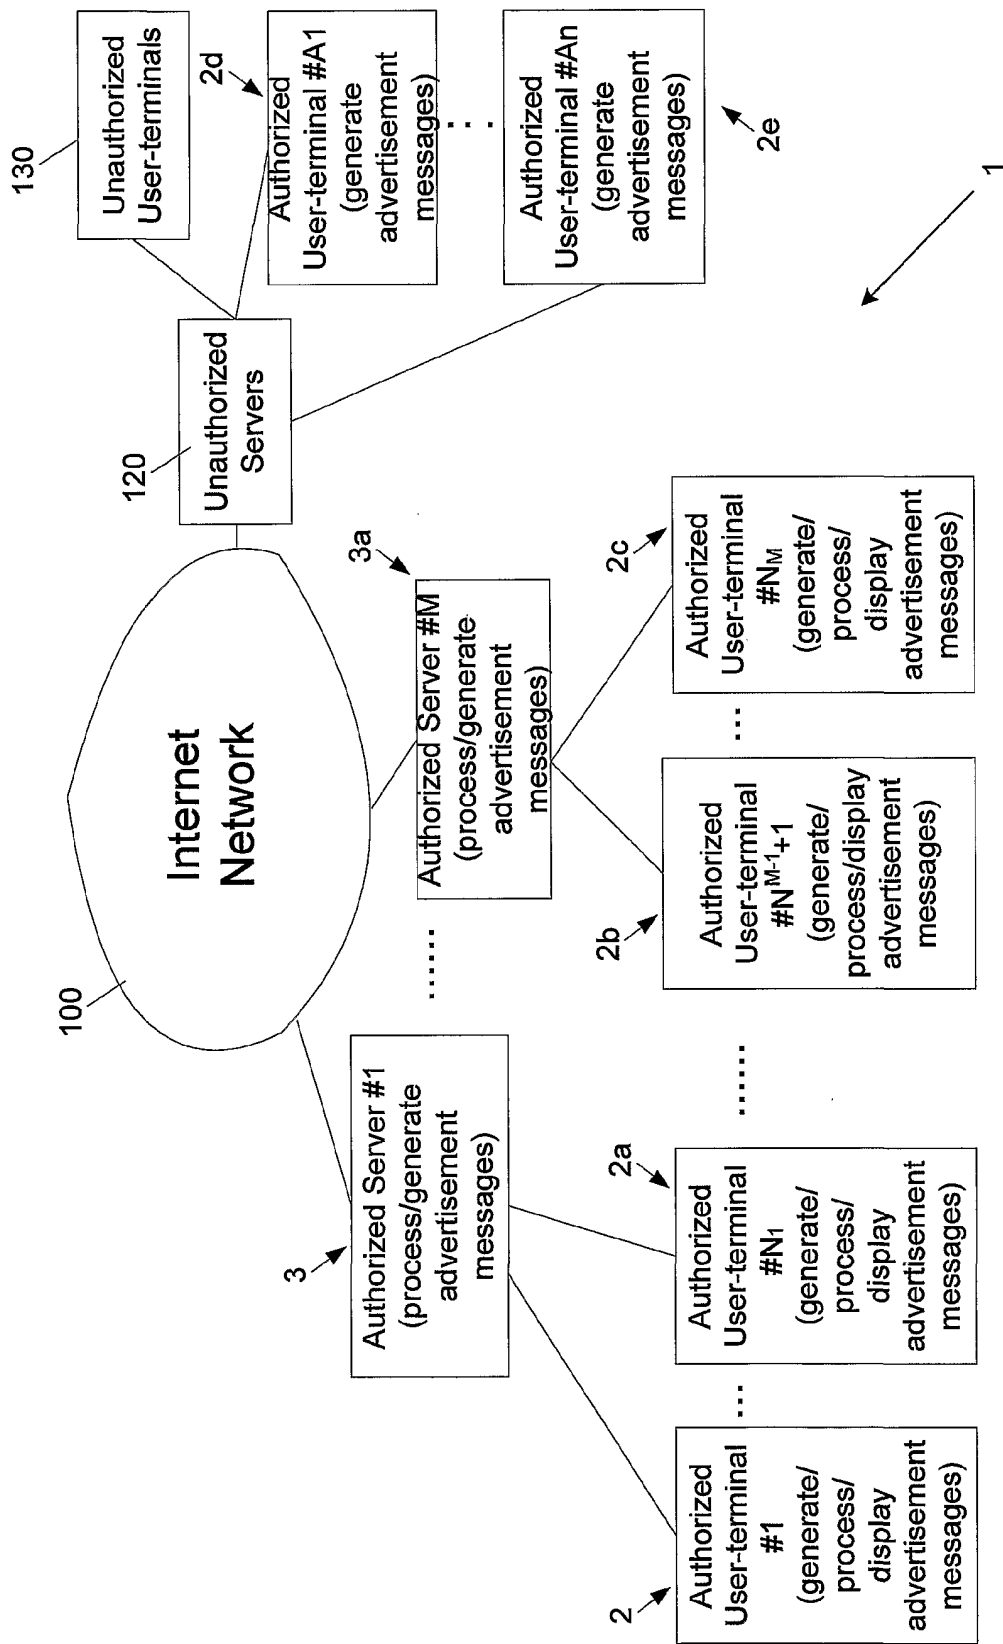 Internet
Network
100
Unauthorized
Servers
120
Unauthorized
User-terminals
130
Authorized
User-terminal #A1
(generate
advertisement
messages)
2d
. . .
Authorized
User-terminal #An
(generate
advertisement
messages)
2e
Authorized Server #1
(process/generate
advertisement
messages)
3
......
Authorized Server #M
(process/generate
advertisement
messages)
3a
Authorized
User-terminal
#1
(generate/
process/
display
advertisement
messages)
2
...
Authorized
User-terminal
#N1
(generate/
process/
display
advertisement
messages)
2a
......
Authorized
User-terminal
#N^M-1+1
(generate/
process/display
advertisement
messages)
2b
...
Authorized
User-terminal
#NM
(generate/
process/
display
advertisement
messages)
2c
1